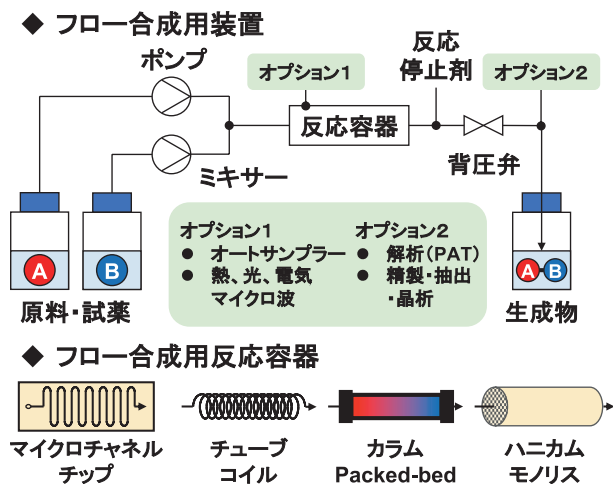 ◆ フロー合成用装置
ポンプ
オプション1
反応
停止剤
オプション2
反応容器
ミキサー
背圧弁
A
B
オプション1
● オートサンプラー
● 熱、光、電気
マイクロ波
オプション2
● 解析(PAT)
● 精製・抽出
・晶析
A
B
原料・試薬
生成物
◆ フロー合成用反応容器
マイクロチャネル
チップ
チューブ
コイル
カラム
Packed-bed
ハニカム
モノリス